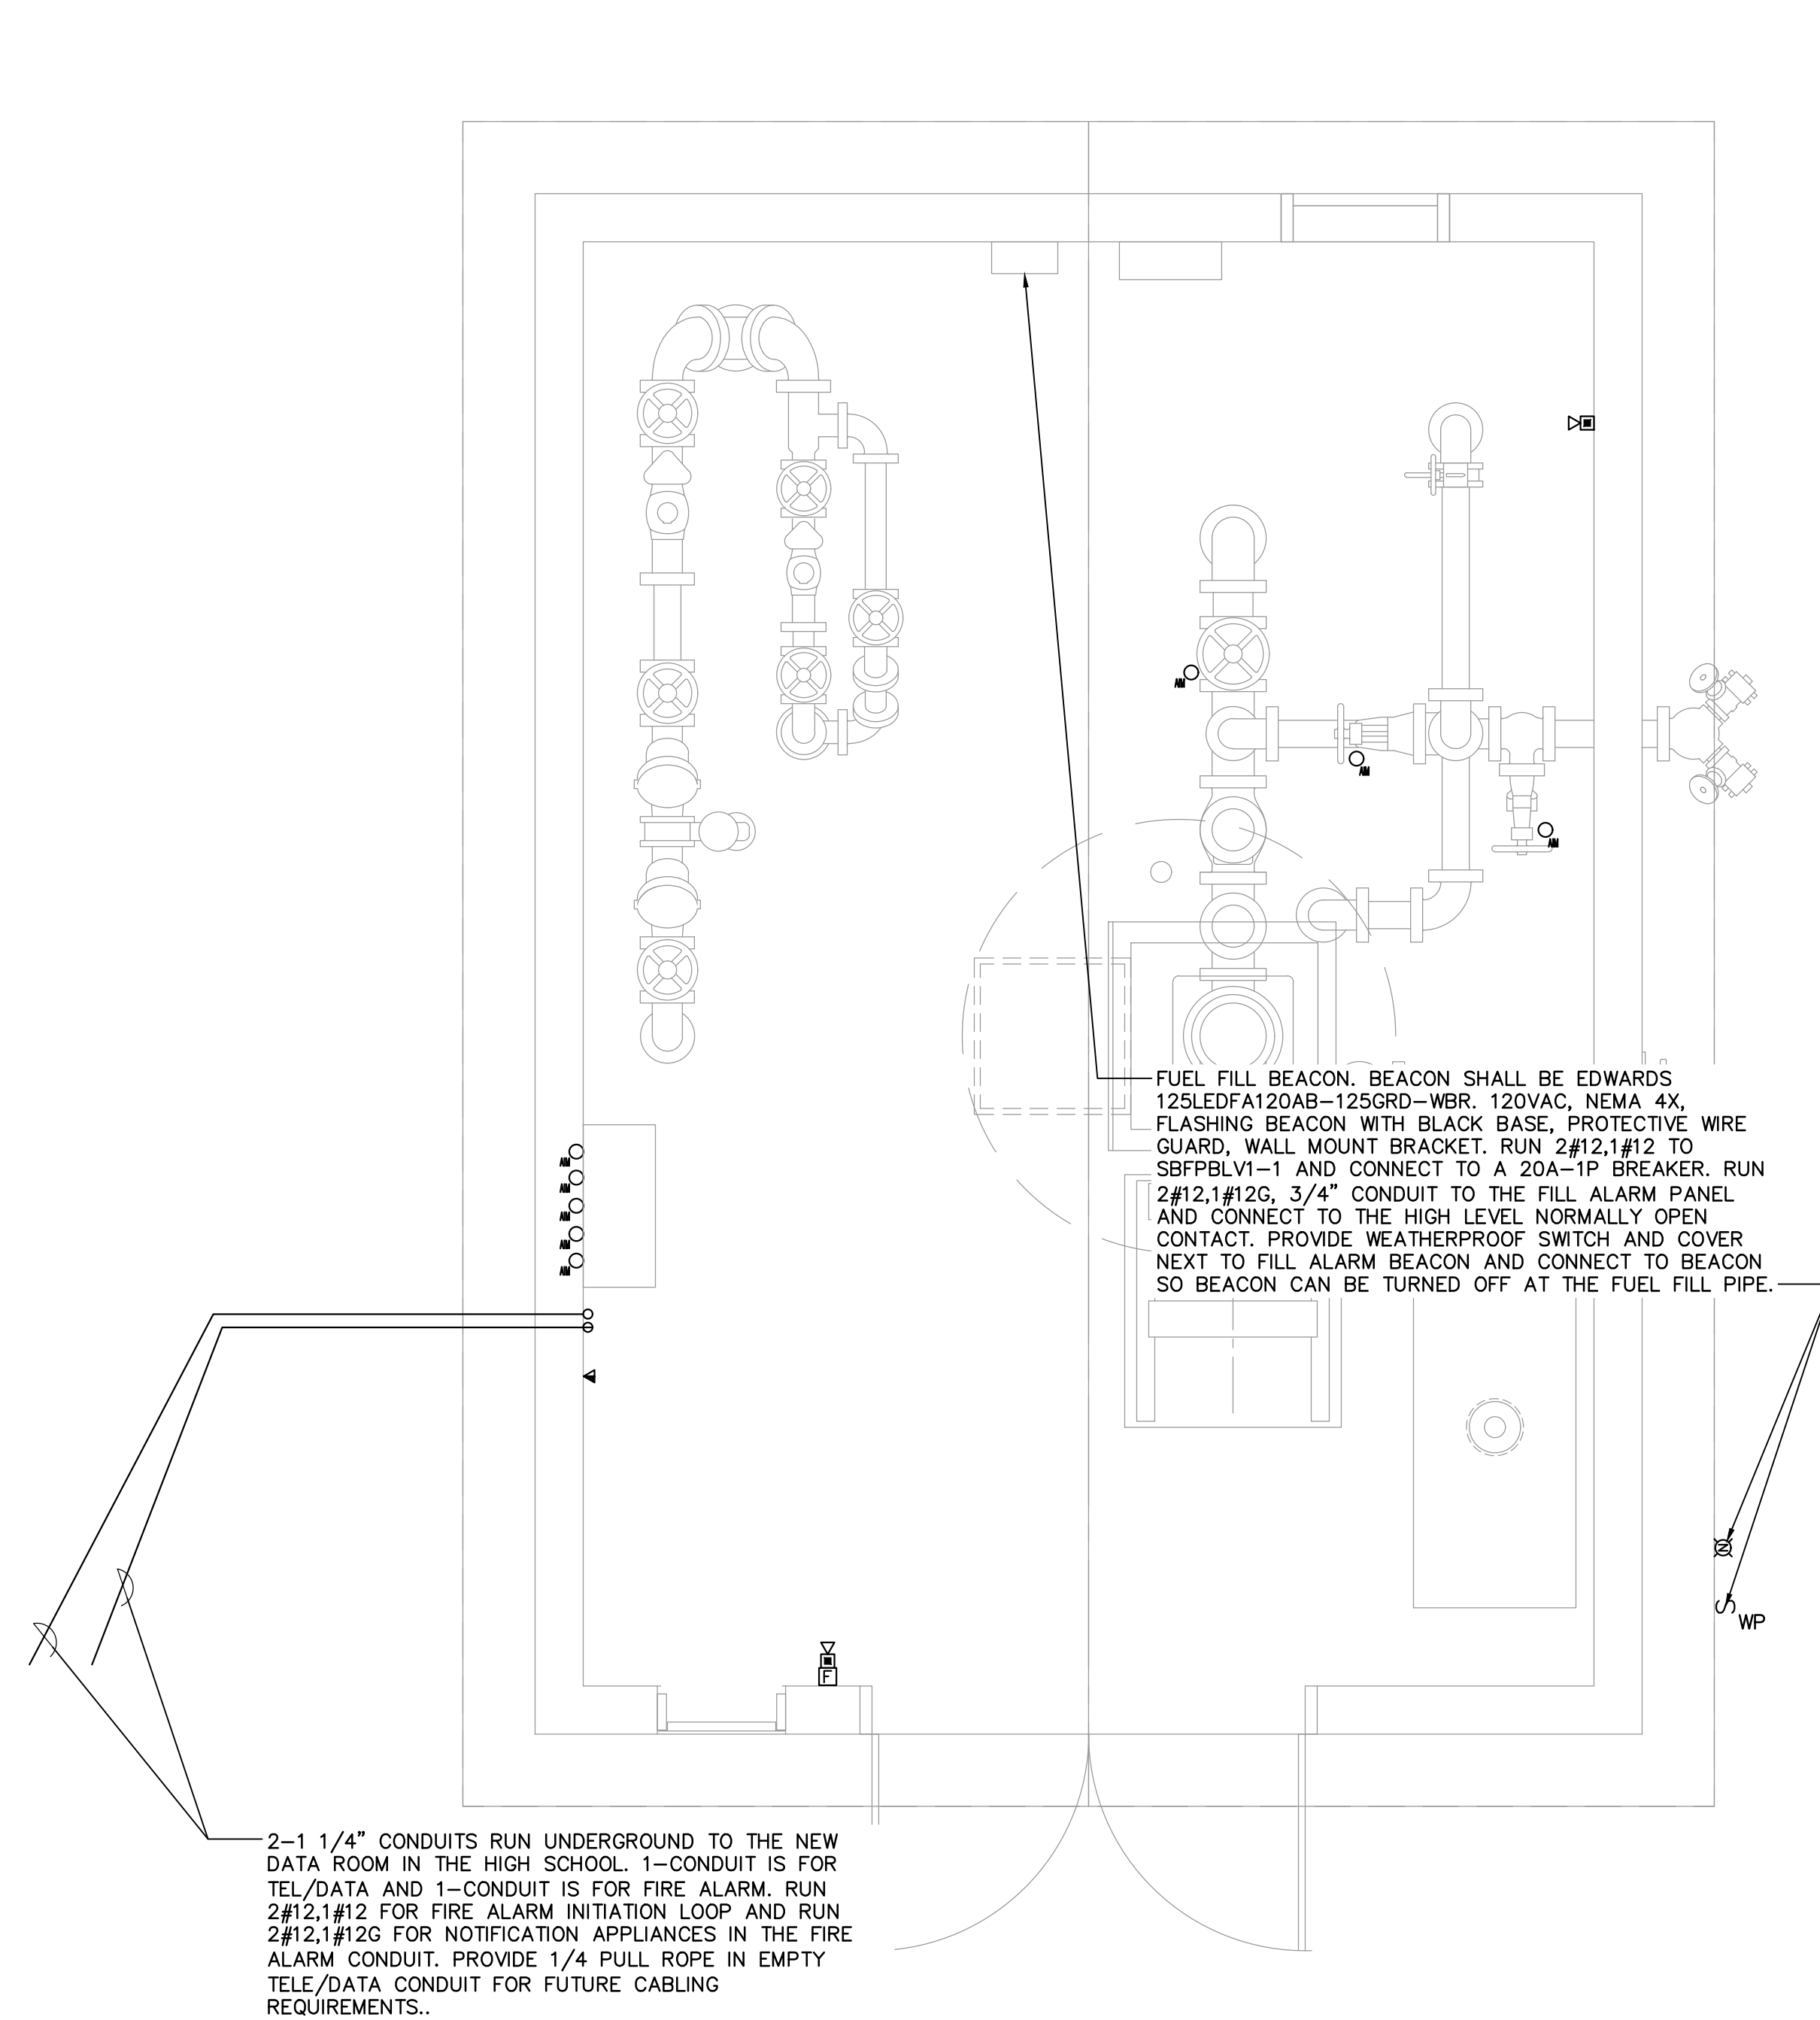 FUEL FILL BEACON. BEACON SHALL BE EDWARDS
125LEDFA120AB-125GRD-WBR. 120VAC, NEMA 4X,
FLASHING BEACON WITH BLACK BASE, PROTECTIVE WIRE
GUARD, WALL MOUNT BRACKET. RUN 2#12,1#12 TO
SBFPBLV1-1 AND CONNECT TO A 20A-1P BREAKER. RUN
2#12,1#12G, 3/4" CONDUIT TO THE FILL ALARM PANEL
AND CONNECT TO THE HIGH LEVEL NORMALLY OPEN
CONTACT. PROVIDE WEATHERPROOF SWITCH AND COVER
NEXT TO FILL ALARM BEACON AND CONNECT TO BEACON
SO BEACON CAN BE TURNED OFF AT THE FUEL FILL PIPE.
AIM
AIM
AIM
AIM
AIM
AIM
AIM
AIM
N
S
WP
F
2-1 1/4" CONDUITS RUN UNDERGROUND TO THE NEW
DATA ROOM IN THE HIGH SCHOOL. 1-CONDUIT IS FOR
TEL/DATA AND 1-CONDUIT IS FOR FIRE ALARM. RUN
2#12,1#12 FOR FIRE ALARM INITIATION LOOP AND RUN
2#12,1#12G FOR NOTIFICATION APPLIANCES IN THE FIRE
ALARM CONDUIT. PROVIDE 1/4 PULL ROPE IN EMPTY
TELE/DATA CONDUIT FOR FUTURE CABLING
REQUIREMENTS..